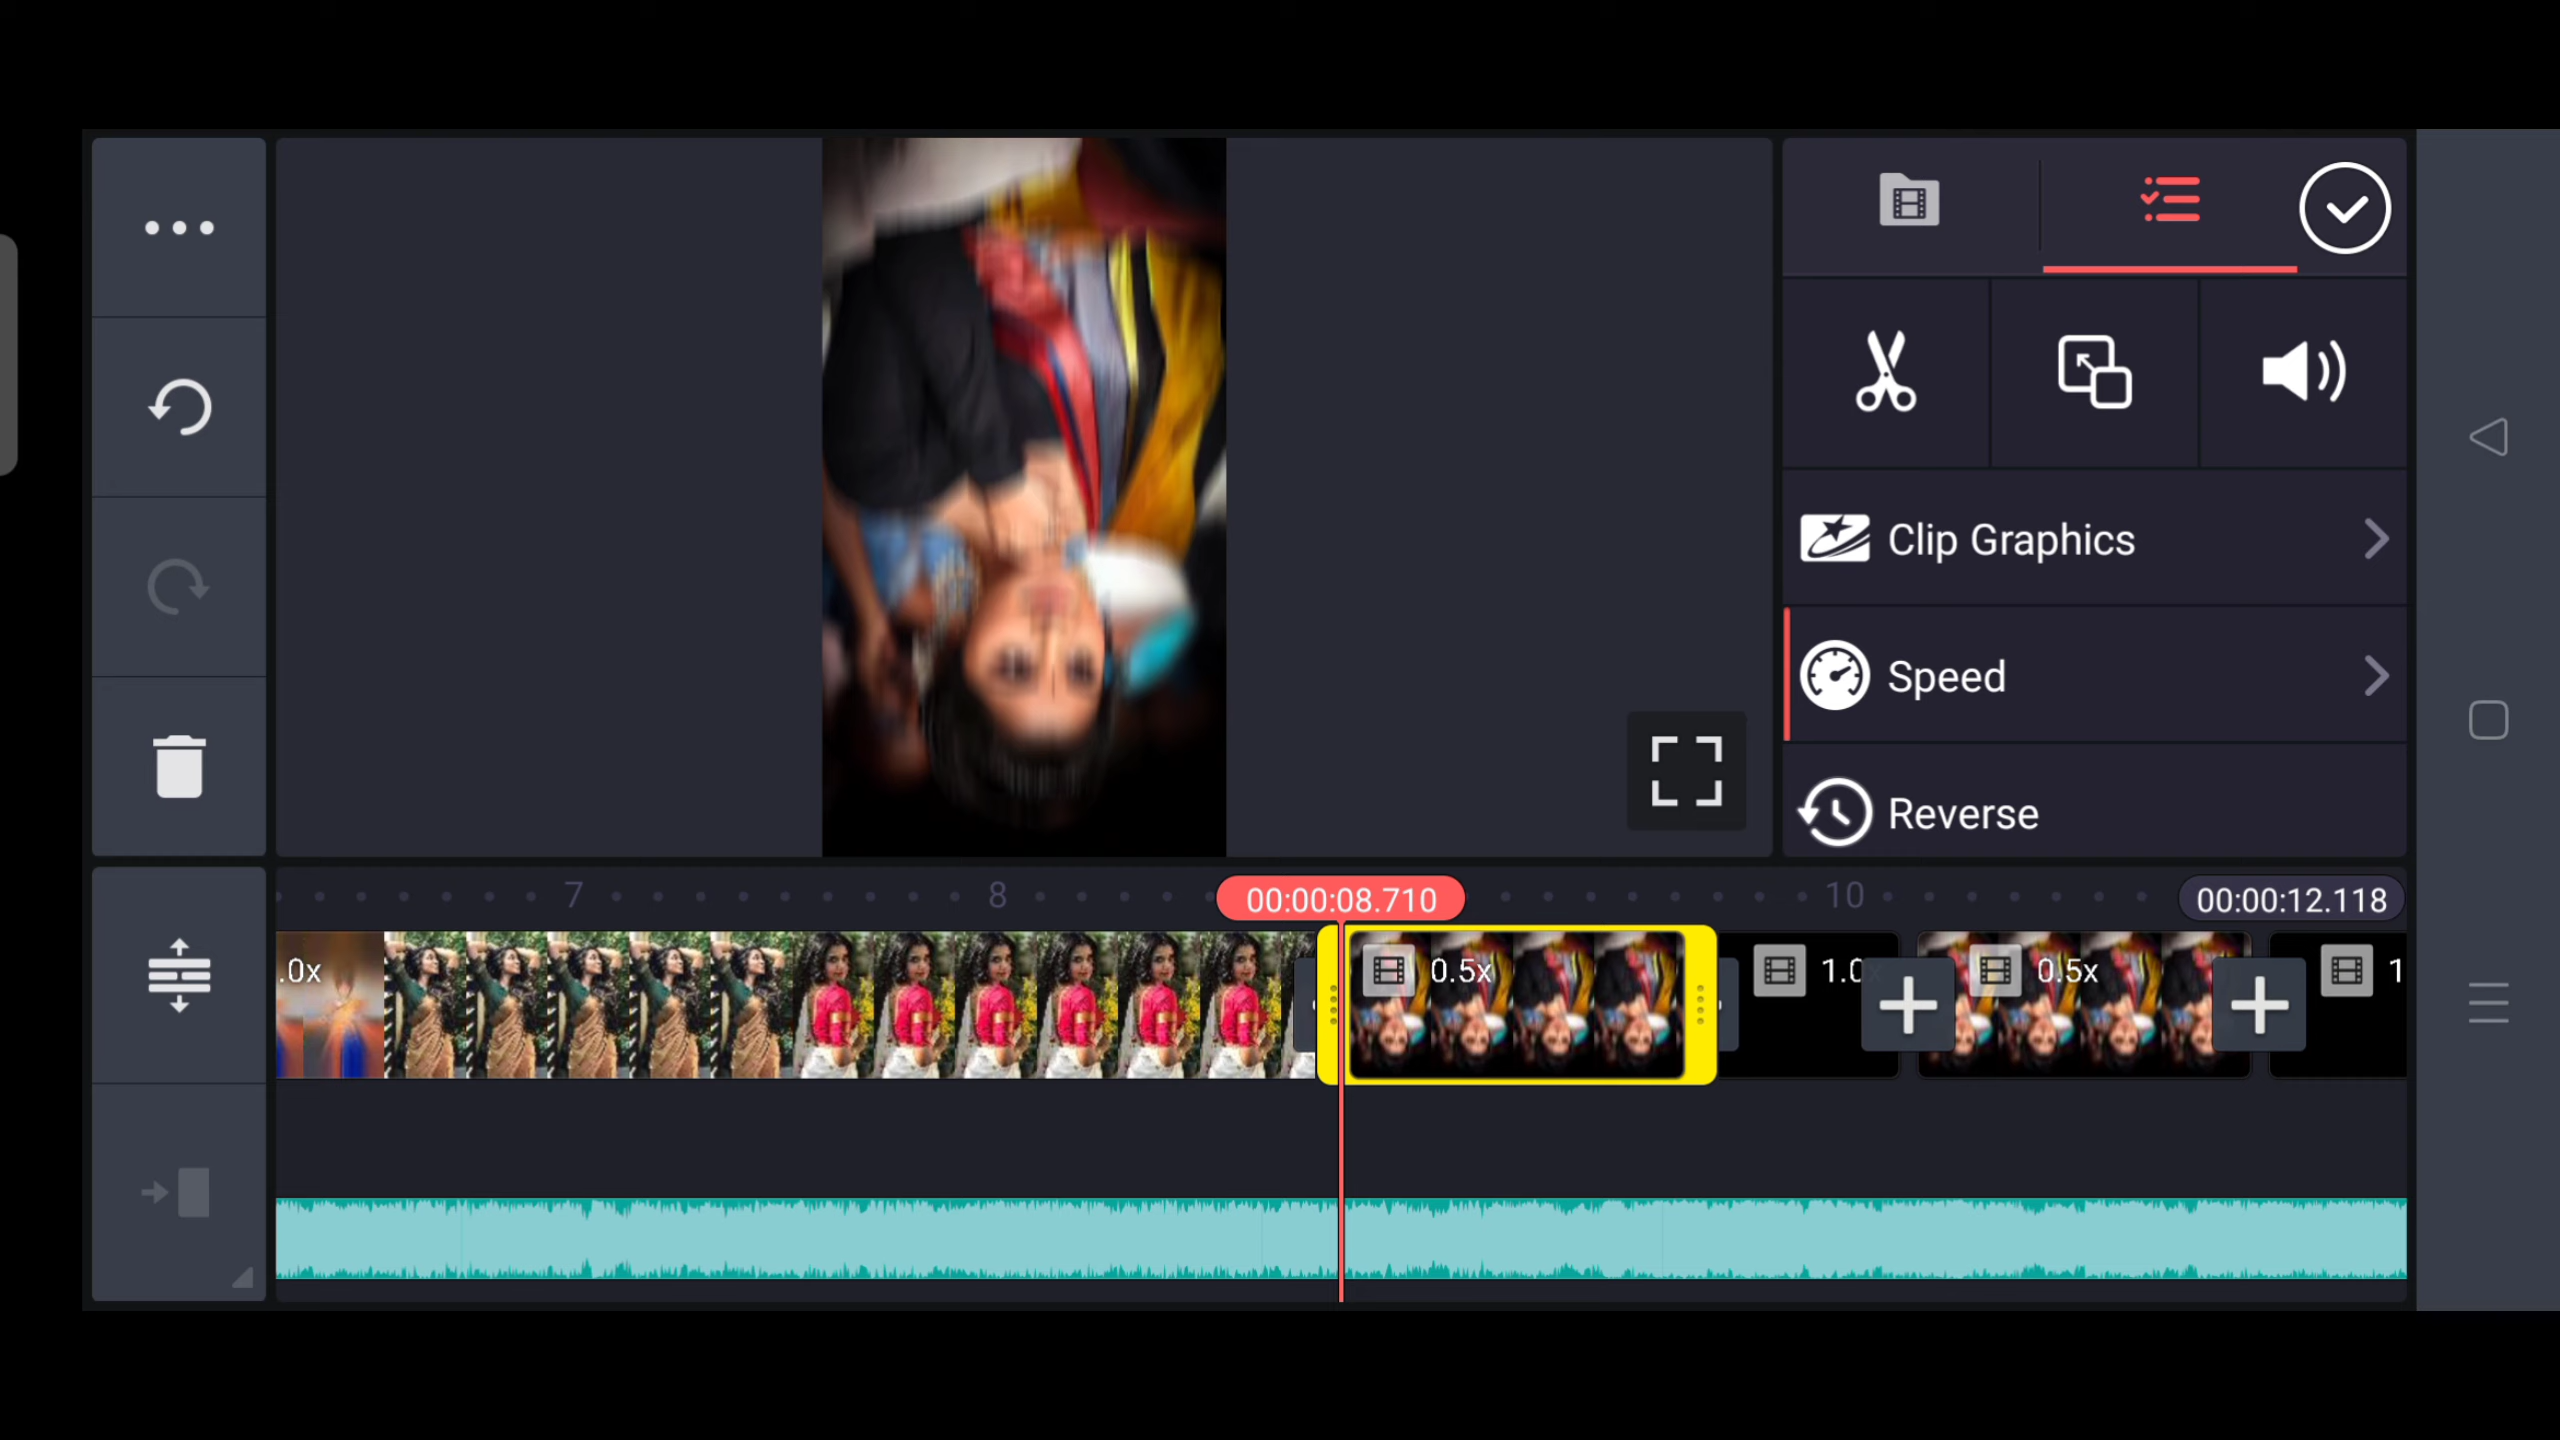 Clip Graphics
Speed
Reverse
7
8
00:00:08.710
10
00:00:12.118
.0x
0.5x
1.0
0.5x
1